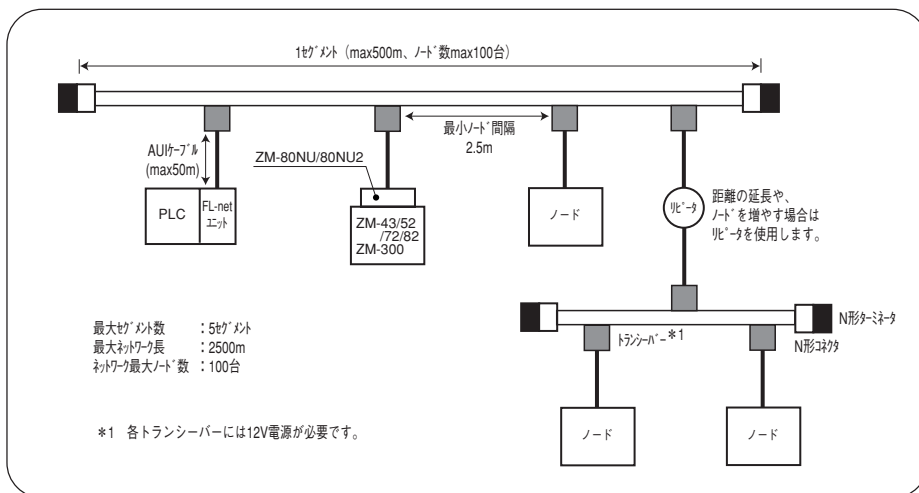 1ｾｸﾞﾒﾝﾄ（max500m、ﾉｰﾄﾞ数max100台）
AUIｹｰﾌﾞﾙ
(max50m)
最小ﾉｰﾄﾞ間隔
2.5m
ZM-80NU/80NU2
PLC
FL-net
ﾕﾆｯﾄ
ZM-43/52
/72/82
ZM-300
ノード
ﾘﾋﾟｰﾀ
距離の延長や、
ﾉｰﾄﾞを増やす場合は
ﾘﾋﾟｰﾀを使用します。
最大ｾｸﾞﾒﾝﾄ数 ：5ｾｸﾞﾒﾝﾄ
最大ﾈｯﾄﾜｰｸ長 ：2500m
ﾈｯﾄﾜｰｸ最大ﾉｰﾄﾞ数 ：100台
ﾄﾗﾝｼｰﾊﾞｰ＊1
N形ﾀｰﾐﾈｰﾀ
N形ｺﾈｸﾀ
ノード
ノード
＊1 各トランシーバーには12V電源が必要です。